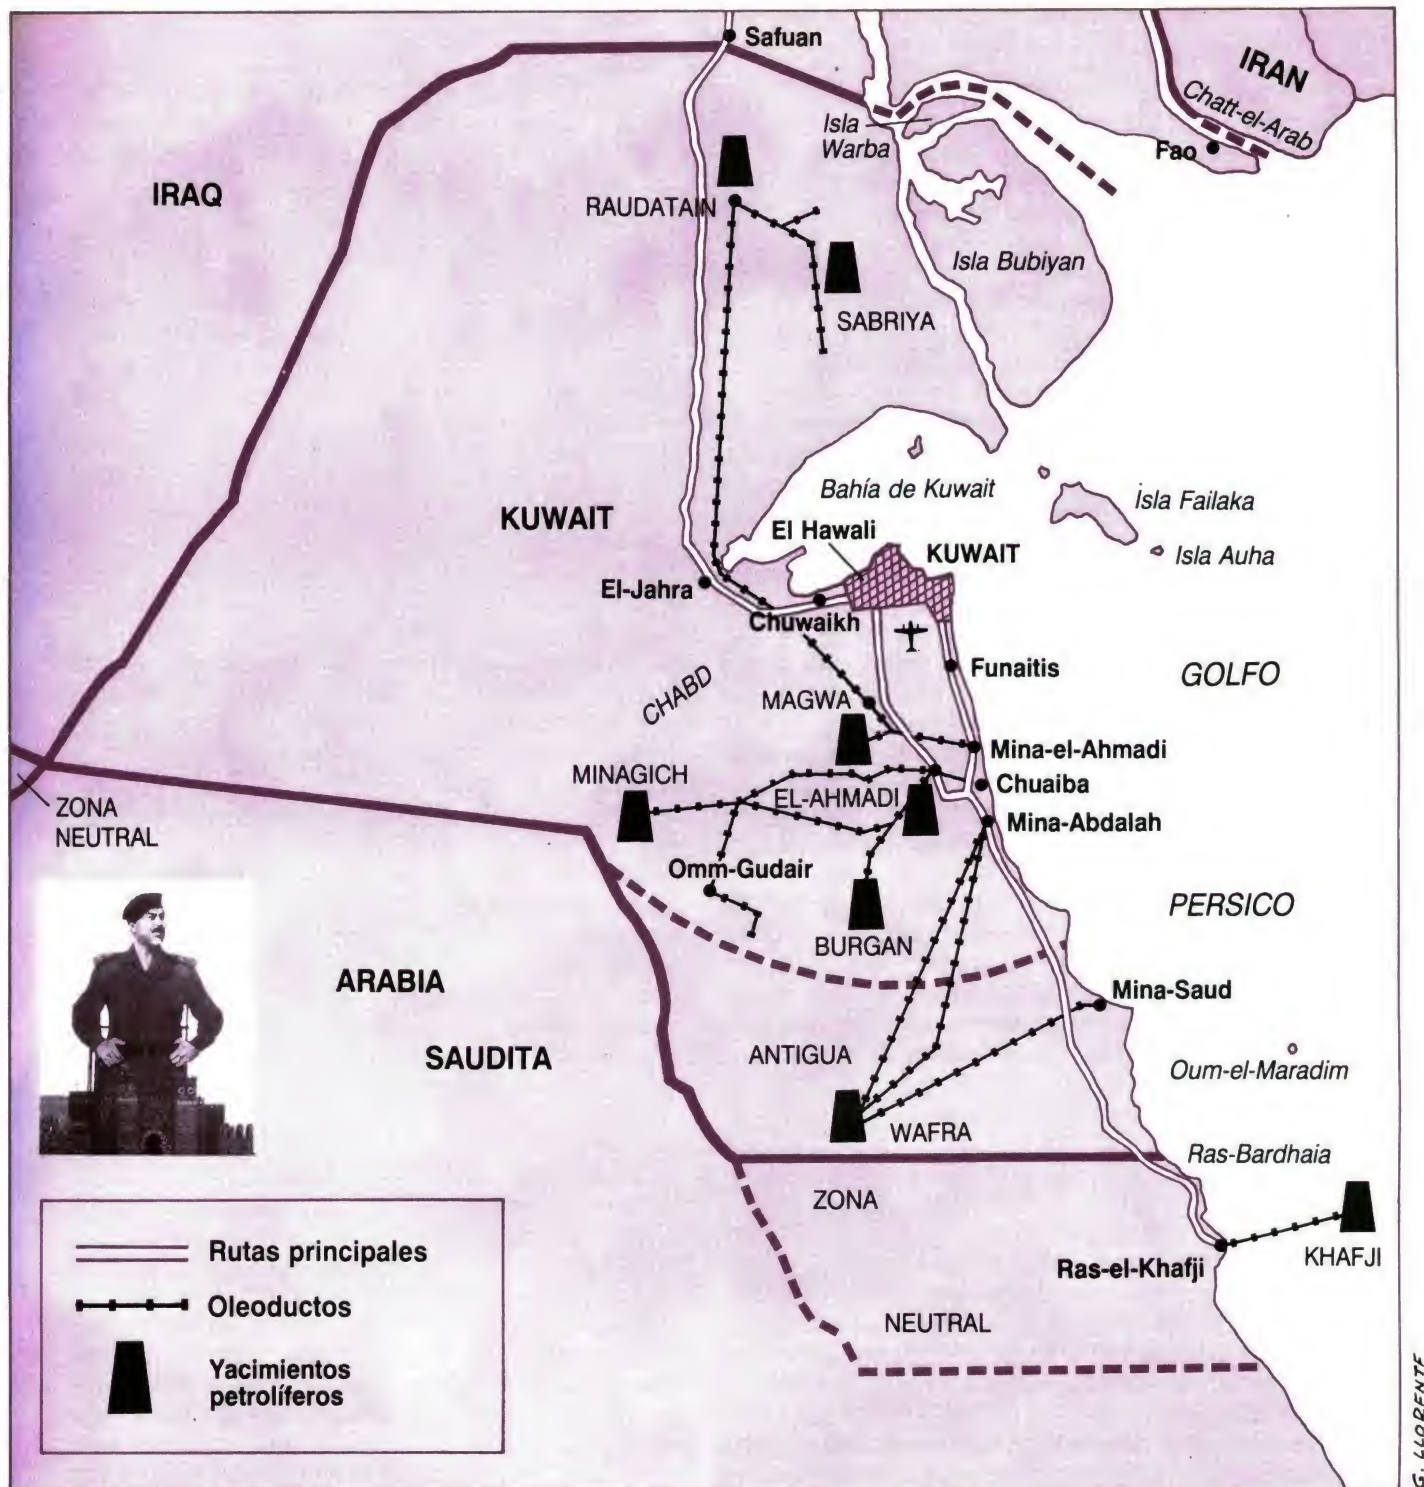 Safuan
IRAN
Chatt-el-Arab
Isla
Warba
Fao
IRAQ
RAUDATAIN
Isla Bubiyan
SABRIYA
Bahía de Kuwait
Isla Failaka
KUWAIT
El Hawali
KUWAIT
Isla Auha
El-Jahra
Chuwaikh
Funaitis
GOLFO
CHABD
MAGWA
Mina-el-Ahmadi
MINAGICH
EL-AHMADI
Chuaiba
ZONA
NEUTRAL
Mina-Abdalah
Omm-Gudair
PERSICO
BURGAN
ARABIA
Mina-Saud
SAUDITA
ANTIGUA
Oum-el-Maradim
WAFRA
Ras-Bardhaia
ZONA
KHAFJI
Ras-el-Khafji
NEUTRAL
Rutas principales
Oleoductos
Yacimientos
petrolíferos
G. LLORENTE